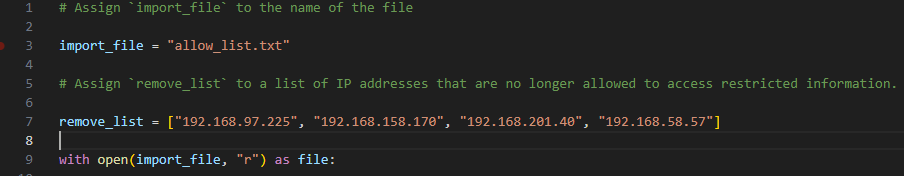 1 # Assign `import_file` to the name of the file
2
3 import_file = "allow_list.txt"
4
5 # Assign `remove_list` to a list of IP addresses that are no longer allowed to access restricted information.
6
7 remove_list = ["192.168.97.225", "192.168.158.170", "192.168.201.40", "192.168.58.57"]
8
9 with open(import_file, "r") as file: